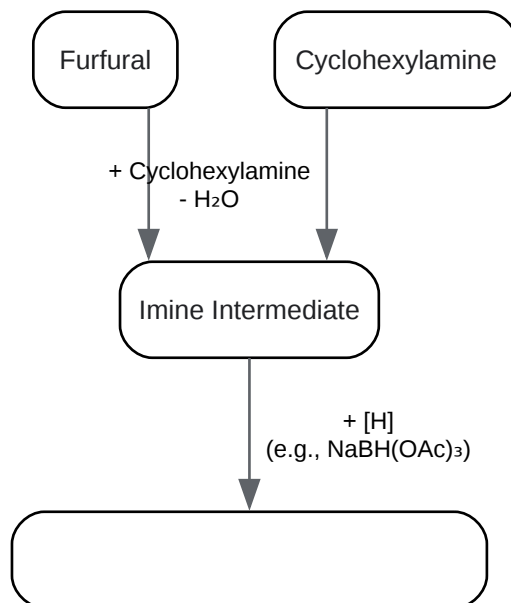 Furfural
Cyclohexylamine
+ Cyclohexylamine
- H₂O
Imine Intermediate
+ [H]
(e.g., NaBH(OAc)₃)